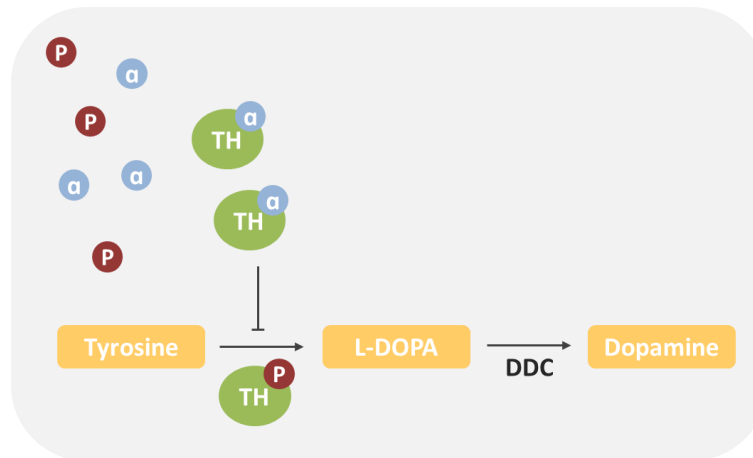 P
α
P
TH α
α
α
TH α
P
Tyrosine
L-DOPA
Dopamine
DDC
TH P